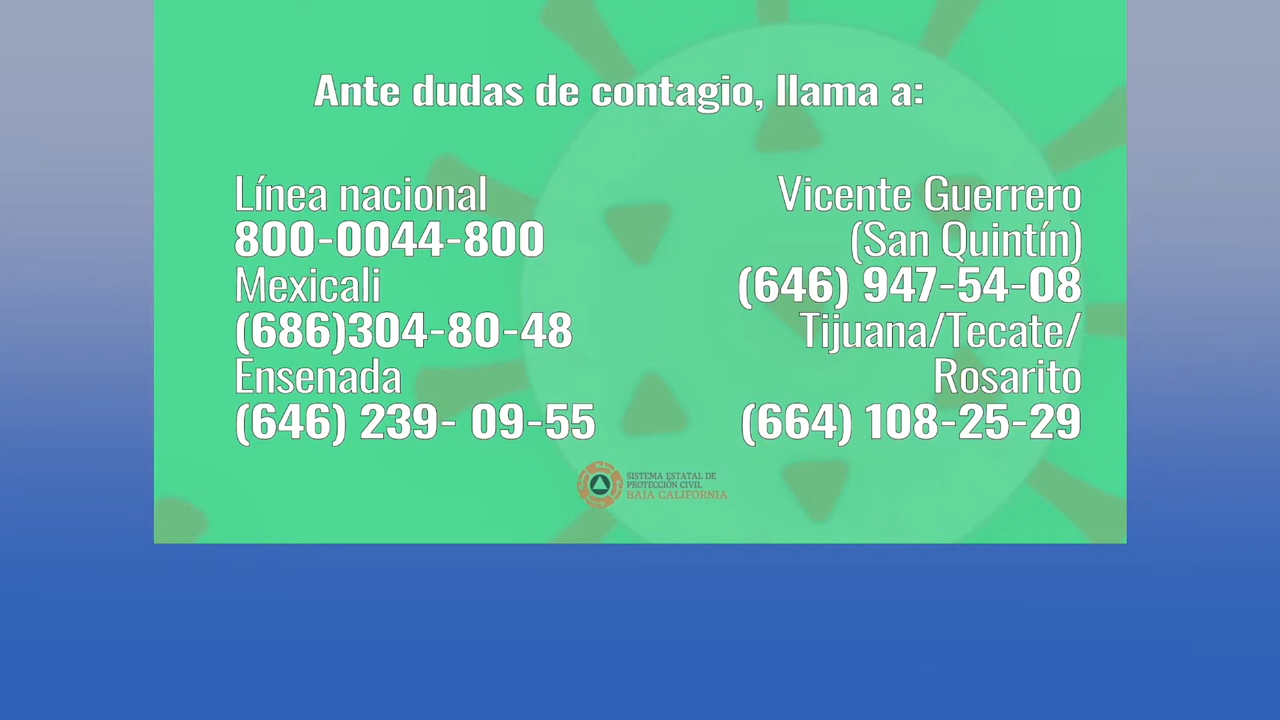 Ante dudas de contagio, llama a:
Línea nacional
800-0044-800
Mexicali
(686)304-80-48
Ensenada
(646) 239- 09-55
Vicente Guerrero
(San Quintín)
(646) 947-54-08
Tijuana/Tecate/
Rosarito
(664) 108-25-29
SISTEMA ESTATAL DE
PROTECCIÓN CIVIL
BAJA CALIFORNIA